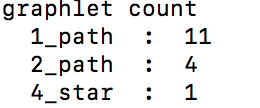 graphlet count
1_path : 11
2_path : 4
4_star : 1